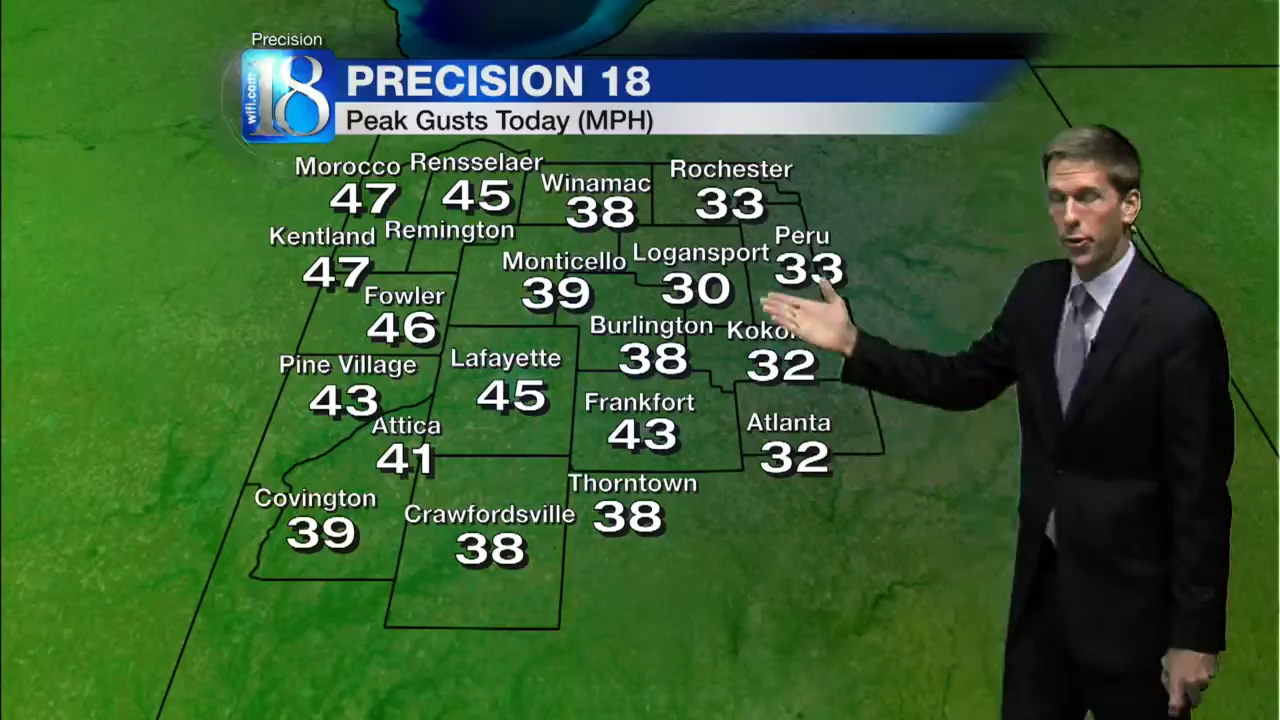 Precision
wlfi.com
18
PRECISION 18
Peak Gusts Today (MPH)
Morocco
47
Rensselaer
45
Winamac
38
Rochester
33
Kentland
47
Remington
Monticello
39
Logansport
30
Peru
33
Fowler
46
Burlington
38
32
Pine Village
43
Lafayette
45
Frankfort
43
Atlanta
32
Attica
41
Covington
39
Crawfordsville
38
Thorntown
38